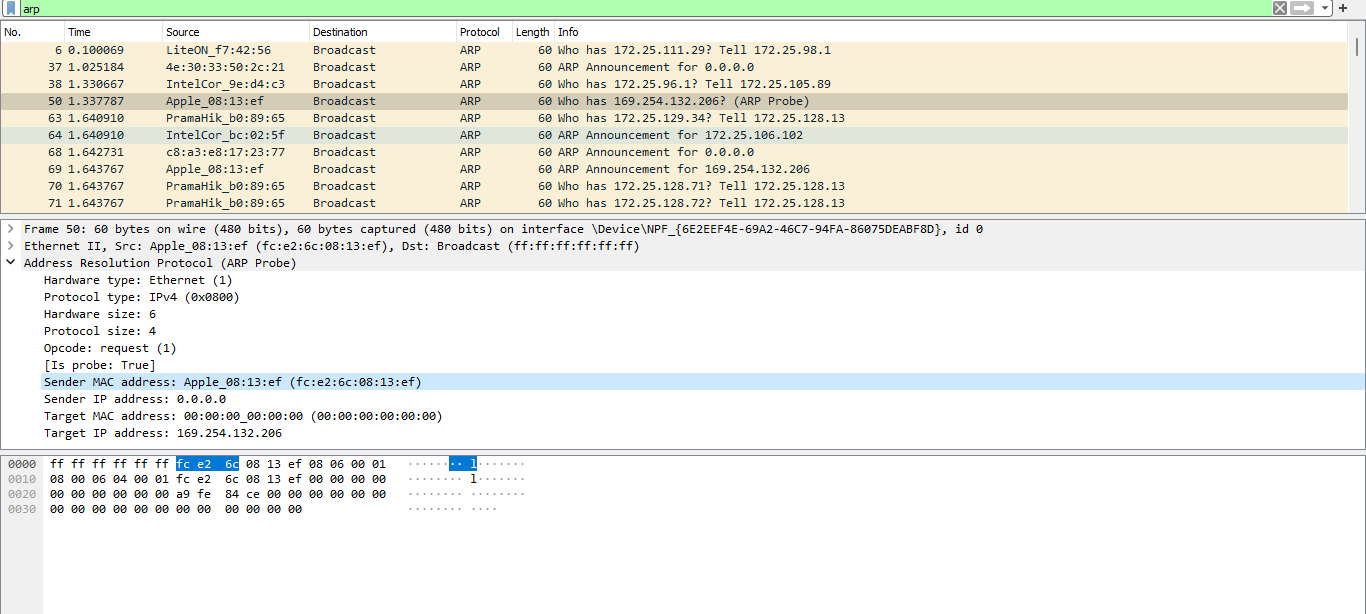 arp
No. Time Source Destination Protocol Length Info
6 0.100069 LiteON_f7:42:56 Broadcast ARP 60 Who has 172.25.111.29? Tell 172.25.98.1
37 1.025184 4e:30:33:50:2c:21 Broadcast ARP 60 ARP Announcement for 0.0.0.0
38 1.330667 IntelCor_9e:d4:c3 Broadcast ARP 60 Who has 172.25.96.1? Tell 172.25.105.89
50 1.337787 Apple_08:13:ef Broadcast ARP 60 Who has 169.254.132.206? (ARP Probe)
63 1.640910 PramaHik_b0:89:65 Broadcast ARP 60 Who has 172.25.129.34? Tell 172.25.128.13
64 1.640910 IntelCor_bc:02:5f Broadcast ARP 60 ARP Announcement for 172.25.106.102
68 1.642731 c8:a3:e8:17:23:77 Broadcast ARP 60 ARP Announcement for 0.0.0.0
69 1.643767 Apple_08:13:ef Broadcast ARP 60 ARP Announcement for 169.254.132.206
70 1.643767 PramaHik_b0:89:65 Broadcast ARP 60 Who has 172.25.128.71? Tell 172.25.128.13
71 1.643767 PramaHik_b0:89:65 Broadcast ARP 60 Who has 172.25.128.72? Tell 172.25.128.13
Frame 50: 60 bytes on wire (480 bits), 60 bytes captured (480 bits) on interface \Device\NPF_{6E2EEF4E-69A2-46C7-94FA-86075DEABF8D}, id 0
Ethernet II, Src: Apple_08:13:ef (fc:e2:6c:08:13:ef), Dst: Broadcast (ff:ff:ff:ff:ff:ff)
Address Resolution Protocol (ARP Probe)
Hardware type: Ethernet (1)
Protocol type: IPv4 (0x0800)
Hardware size: 6
Protocol size: 4
Opcode: request (1)
[Is probe: True]
Sender MAC address: Apple_08:13:ef (fc:e2:6c:08:13:ef)
Sender IP address: 0.0.0.0
Target MAC address: 00:00:00_00:00:00 (00:00:00:00:00:00)
Target IP address: 169.254.132.206
0000 ff ff ff ff ff ff fc e2 6c 08 13 ef 08 06 00 01 ········ l·······
0010 08 00 06 04 00 01 fc e2 6c 08 13 ef 00 00 00 00 ········ l·······
0020 00 00 00 00 00 00 a9 fe 84 ce 00 00 00 00 00 00 ········ ········
0030 00 00 00 00 00 00 00 00 00 00 00 00 ········ ····